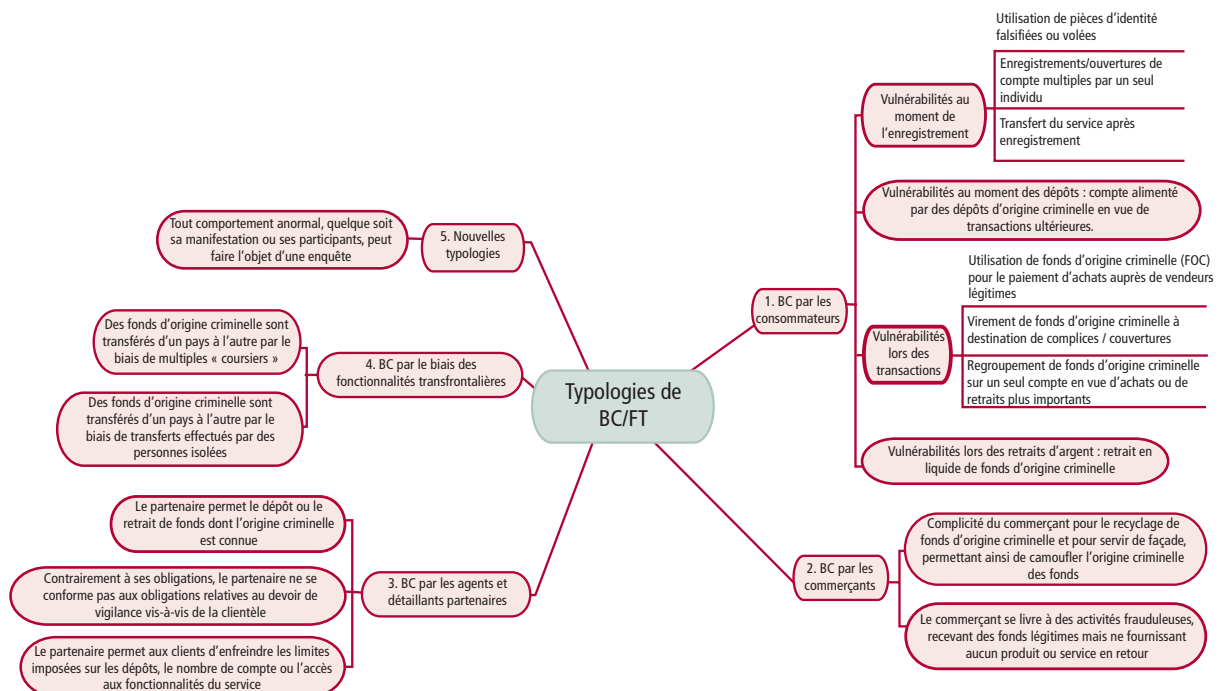 Typologies de
BC/FT
1. BC par les
consommateurs
Vulnérabilités au
moment de
l'enregistrement
Utilisation de pièces d'identité
falsifiées ou volées
Enregistrements/ouvertures de
compte multiples par un seul
individu
Transfert du service après
enregistrement
Vulnérabilités au moment des dépôts : compte alimenté
par des dépôts d'origine criminelle en vue de
transactions ultérieures.
Vulnérabilités
lors des
transactions
Utilisation de fonds d'origine criminelle (FOC)
pour le paiement d'achats auprès de vendeurs
légitimes
Virement de fonds d'origine criminelle à
destination de complices / couvertures
Regroupement de fonds d'origine criminelle
sur un seul compte en vue d'achats ou de
retraits plus importants
Vulnérabilités lors des retraits d'argent : retrait en
liquide de fonds d'origine criminelle
2. BC par les
commerçants
Complicité du commerçant pour le recyclage de
fonds d'origine criminelle et pour servir de façade,
permettant ainsi de camoufler l'origine criminelle
des fonds
Le commerçant se livre à des activités frauduleuses,
recevant des fonds légitimes mais ne fournissant
aucun produit ou service en retour
3. BC par les agents et
détaillants partenaires
Le partenaire permet le dépôt ou le
retrait de fonds dont l'origine criminelle
est connue
Contrairement à ses obligations, le partenaire ne se
conforme pas aux obligations relatives au devoir de
vigilance vis-à-vis de la clientèle
Le partenaire permet aux clients d'enfreindre les limites
imposées sur les dépôts, le nombre de compte ou l'accès
aux fonctionnalités du service
4. BC par le biais des
fonctionnalités transfrontalières
Des fonds d'origine criminelle sont
transférés d'un pays à l'autre par le
biais de multiples « coursiers »
Des fonds d'origine criminelle sont
transférés d'un pays à l'autre par le
biais de transferts effectués par des
personnes isolées
5. Nouvelles
typologies
Tout comportement anormal, quelque soit
sa manifestation ou ses participants, peut
faire l'objet d'une enquête